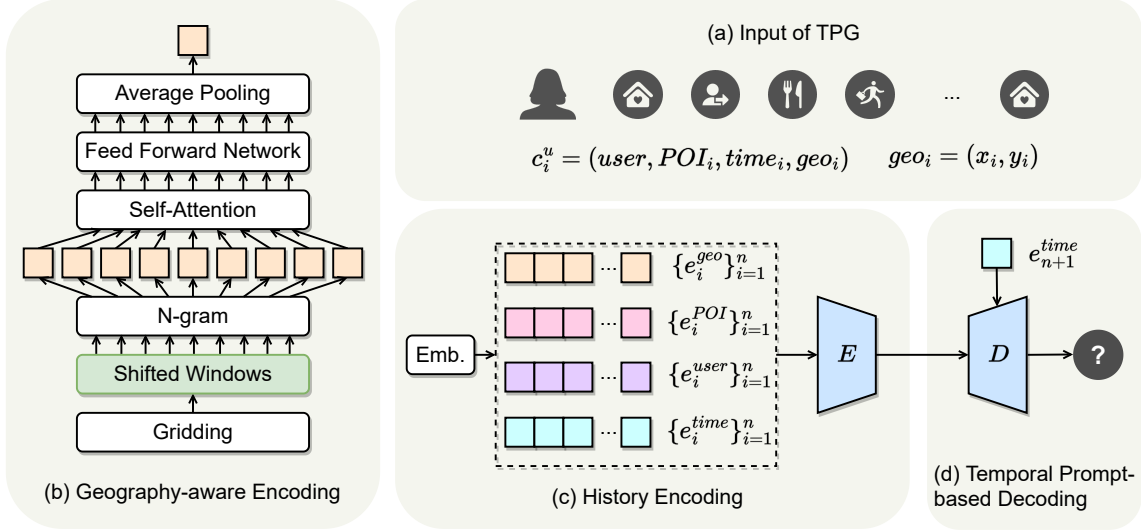 (a) Input of TPG
...
c_i^u = (user, POI_i, time_i, geo_i)
geo_i = (x_i, y_i)
Average Pooling
Feed Forward Network
Self-Attention
N-gram
Shifted Windows
Gridding
(b) Geography-aware Encoding
Emb.
... {e_i^{geo}}_{i=1}^n
... {e_i^{POI}}_{i=1}^n
... {e_i^{user}}_{i=1}^n
... {e_i^{time}}_{i=1}^n
E
(c) History Encoding
e_{n+1}^{time}
D
?
(d) Temporal Prompt-
based Decoding